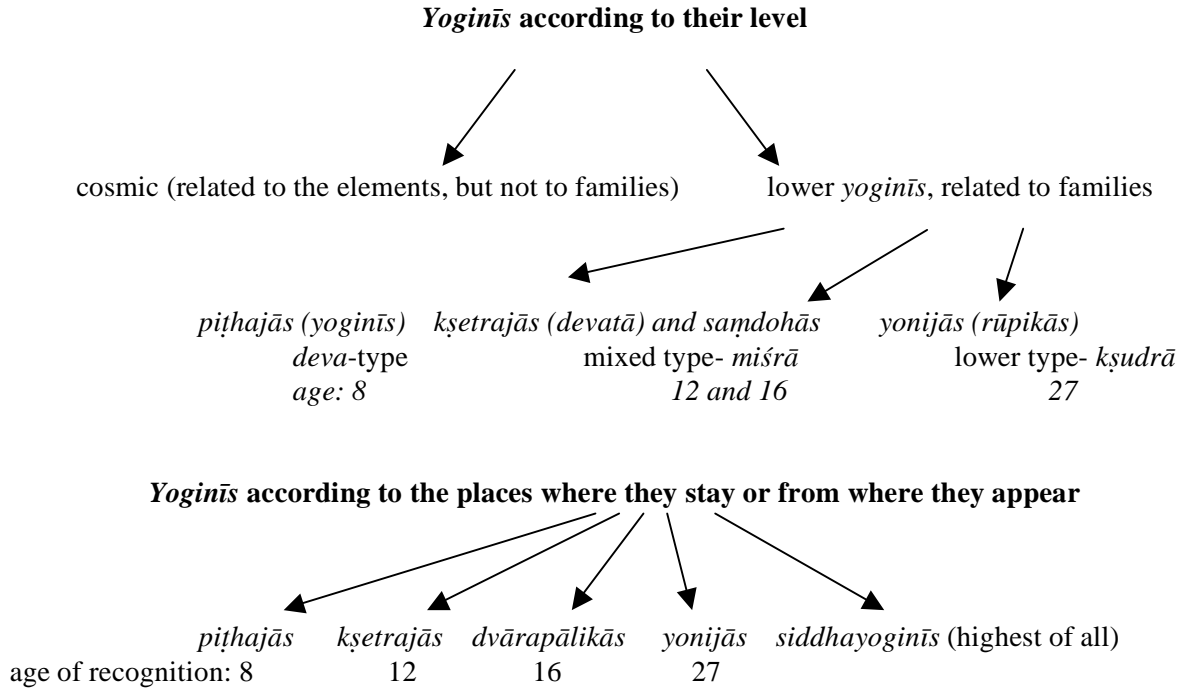 Yoginīs according to their level
cosmic (related to the elements, but not to families) lower yoginīs, related to families
pīṭhajās (yoginīs) kṣetrajās (devatā) and saṃdohās yonijās (rūpikās)
deva-type mixed type- miśrā lower type- kṣudrā
age: 8 12 and 16 27
Yoginīs according to the places where they stay or from where they appear
pīṭhajās kṣetrajās dvārapālikās yonijās siddhayoginīs (highest of all)
age of recognition: 8 12 16 27